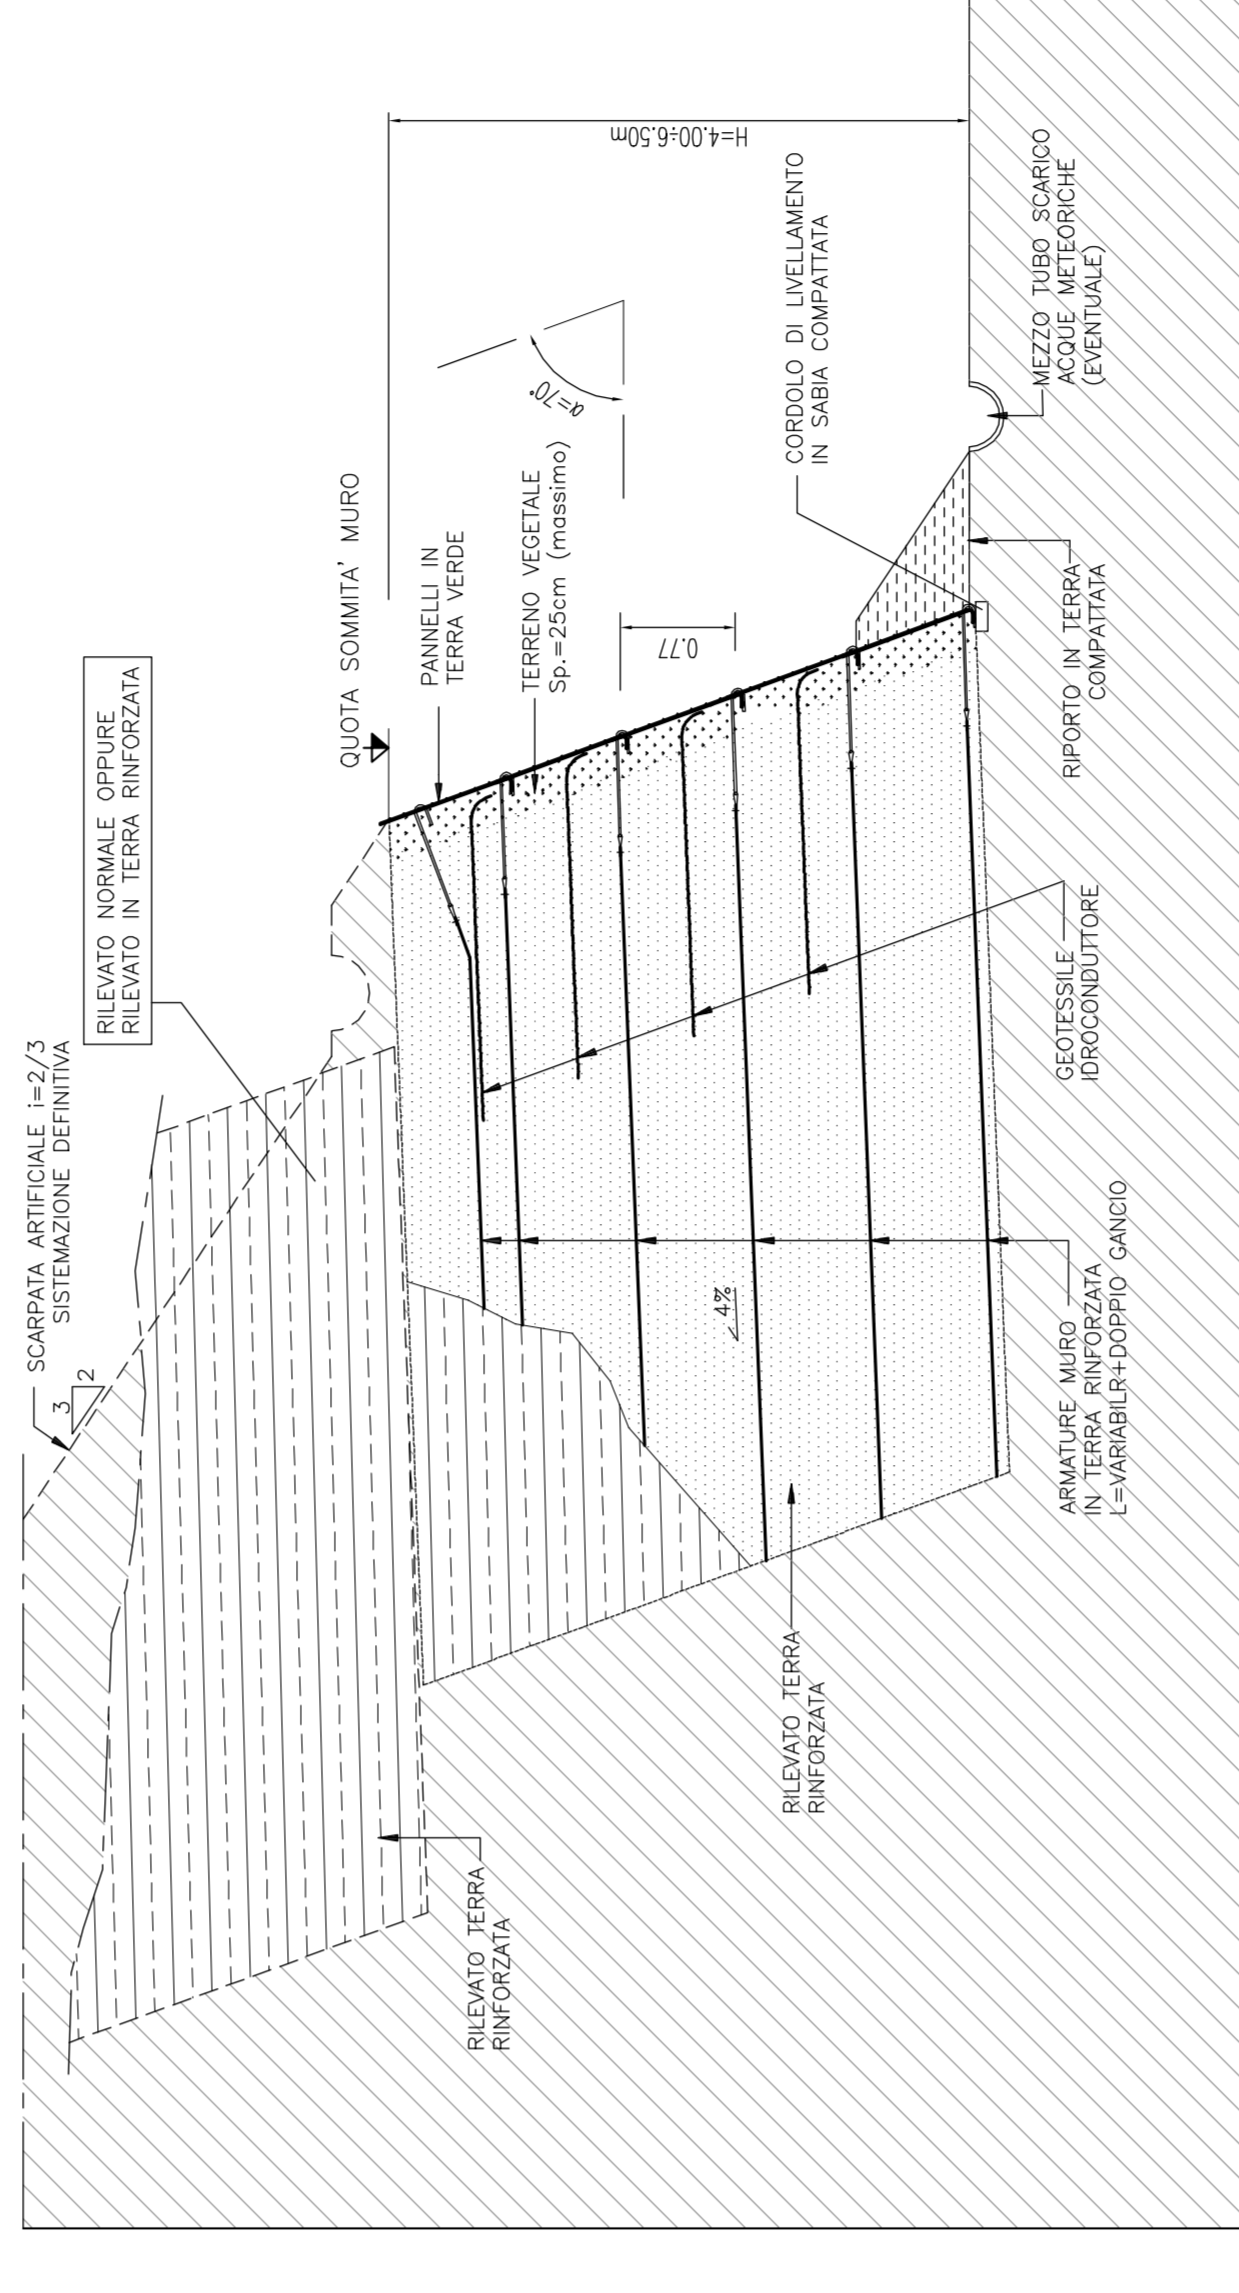 SCARPATA ARTIFICIALE i=2/3
SISTEMAZIONE DEFINITIVA
3
2
RILEVATO NORMALE OPPURE
RILEVATO IN TERRA RINFORZATA
QUOTA SOMMITA' MURO
PANNELLI IN
TERRA VERDE
TERRENO VEGETALE
Sp.=25cm (massimo)
α=70°
H=4.00÷6.50m
0.77
CORDOLO DI LIVELLAMENTO
IN SABIA COMPATTATA
MEZZO TUBO SCARICO
ACQUE METEORICHE
(EVENTUALE)
RIPORTO IN TERRA
COMPATTATA
GEOTESSILE
IDROCONDUTTORE
4%
ARMATURE MURO
IN TERRA RINFORZATA
L=VARIABILR+DOPPIO GANCIO
RILEVATO TERRA
RINFORZATA
RILEVATO TERRA
RINFORZATA